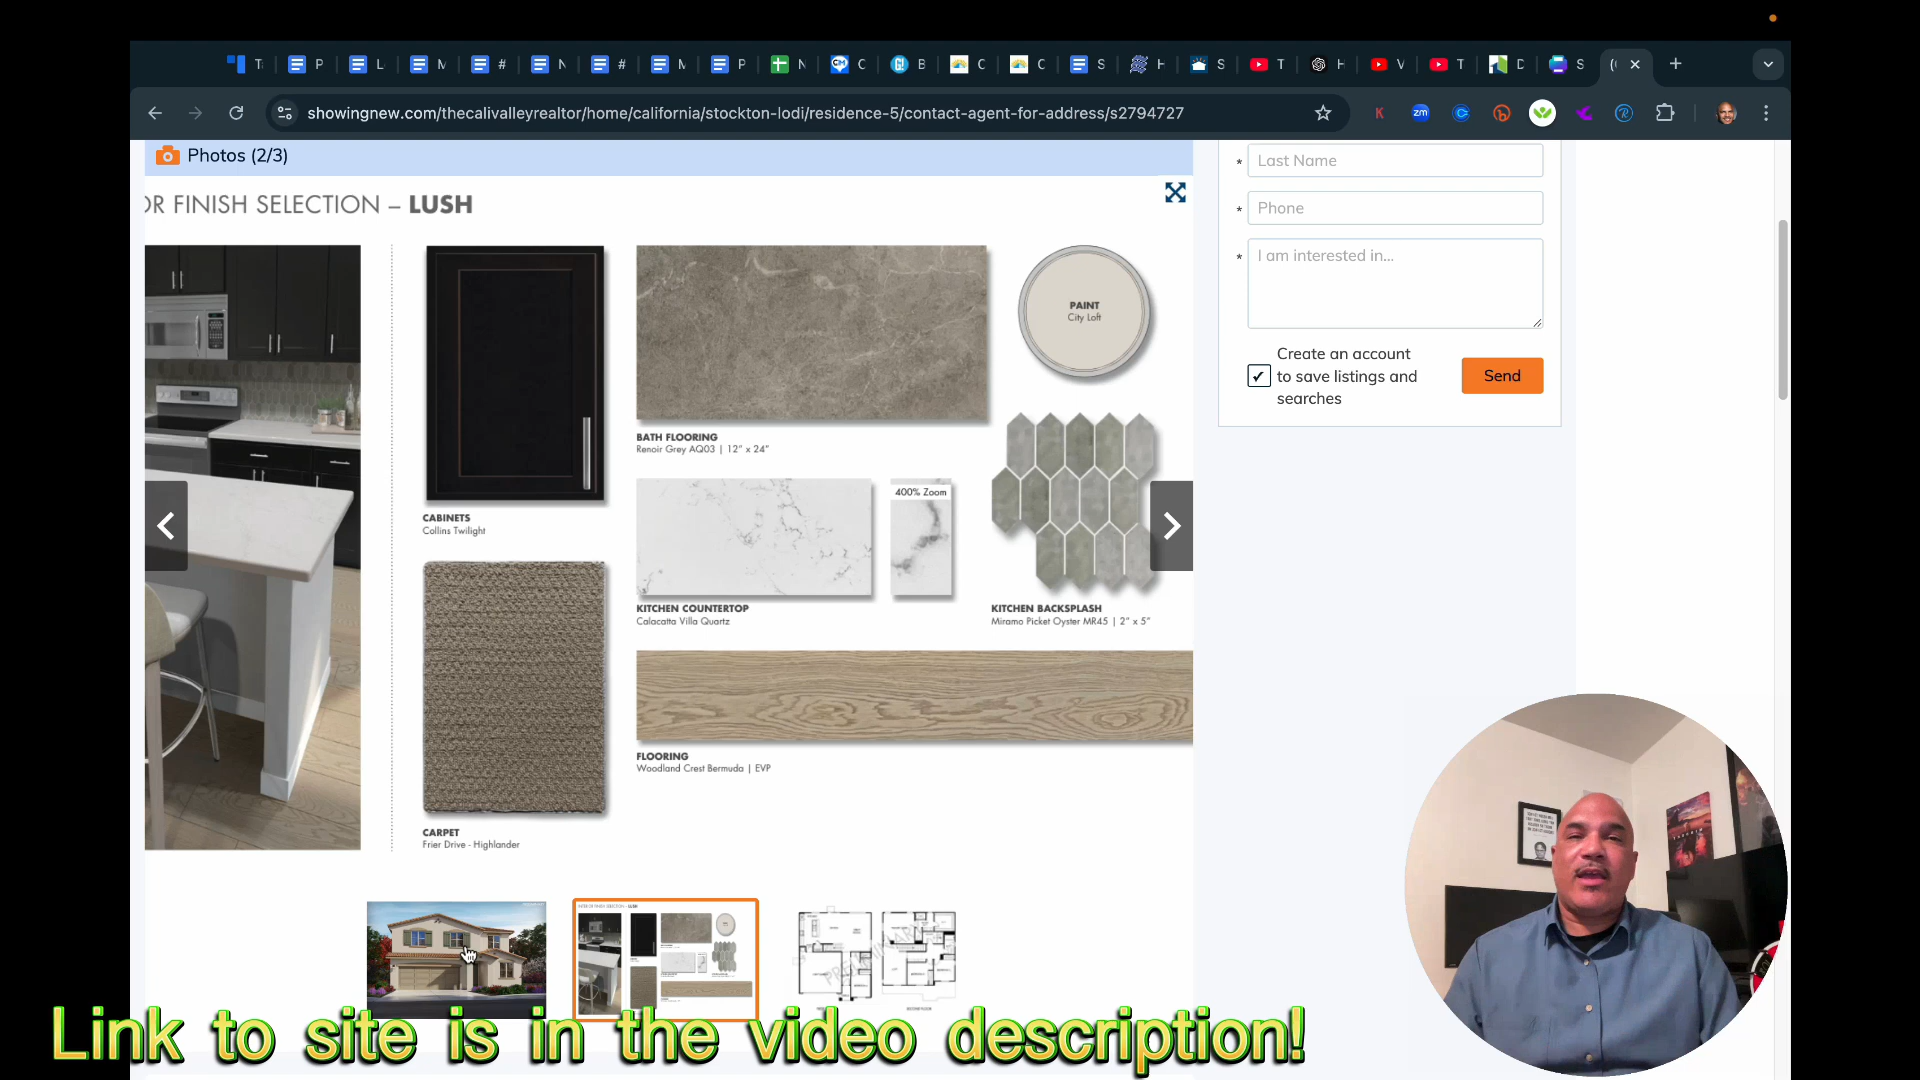 showingnew.com/thecalivalleyrealtor/home/california/stockton-lodi/residence-5/contact-agent-for-address/s2794727
Photos (2/3)
OR FINISH SELECTION – LUSH
CABINETS
Collins Twilight
CARPET
Frier Drive - Highlander
BATH FLOORING
Renoir Grey AQ03 | 12" x 24"
PAINT
City Loft
400% Zoom
KITCHEN COUNTERTOP
Calacatta Villa Quartz
KITCHEN BACKSPLASH
Miramo Picket Oyster MR45 | 2" x 5"
FLOORING
Woodland Crest Bermuda | EVP
* Last Name
* Phone
* I am interested in...
Create an account
to save listings and
searches
Send
PRELIMINARY
Link to site is in the video description!